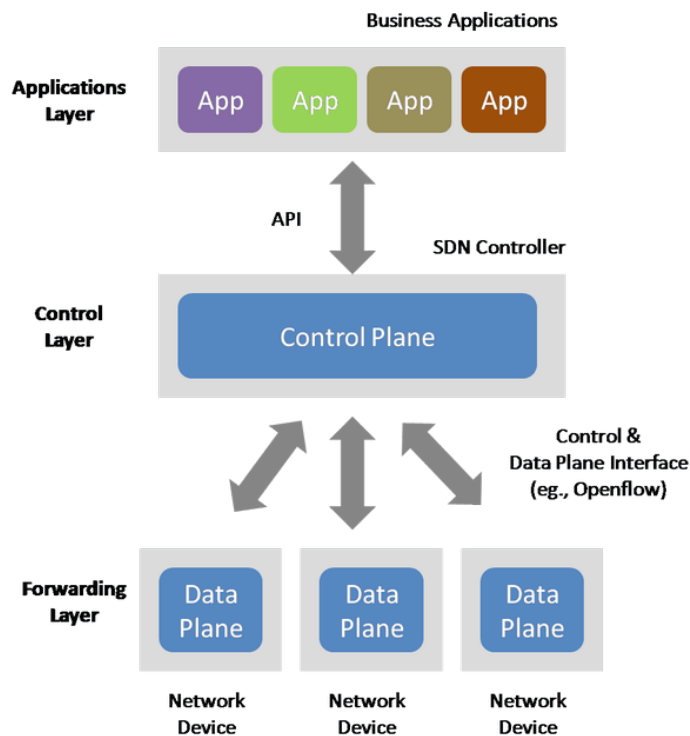 Business Applications
Applications
Layer
App App App App
API
SDN Controller
Control
Layer
Control Plane
Control &
Data Plane Interface
(eg., Openflow)
Forwarding
Layer
Data
Plane
Data
Plane
Data
Plane
Network
Device
Network
Device
Network
Device